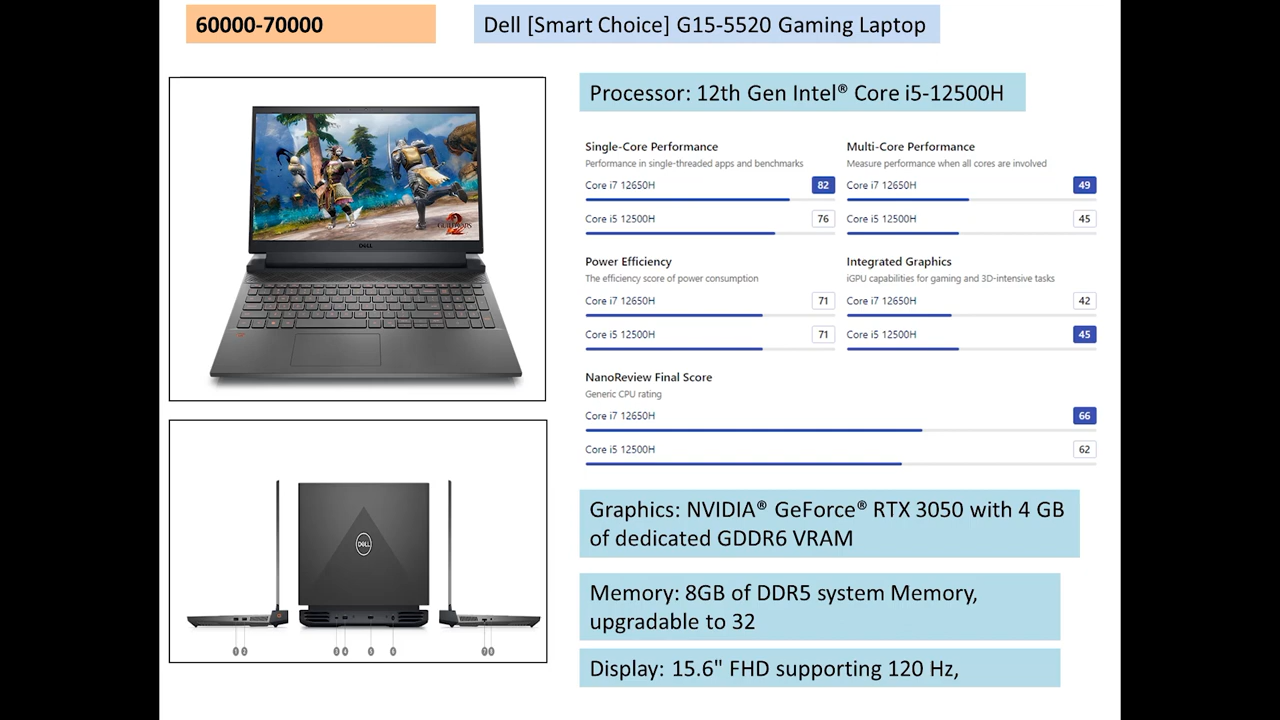 60000-70000
Dell [Smart Choice] G15-5520 Gaming Laptop
Processor: 12th Gen Intel® Core i5-12500H
Single-Core Performance
Performance in single-threaded apps and benchmarks
Core i7 12650H
82
Core i5 12500H
76
Multi-Core Performance
Measure performance when all cores are involved
Core i7 12650H
49
Core i5 12500H
45
Power Efficiency
The efficiency score of power consumption
Core i7 12650H
71
Core i5 12500H
71
Integrated Graphics
iGPU capabilities for gaming and 3D-intensive tasks
Core i7 12650H
42
Core i5 12500H
45
NanoReview Final Score
Generic CPU rating
Core i7 12650H
66
Core i5 12500H
62
DELL
GUILD WARS
2
DELL
Graphics: NVIDIA® GeForce® RTX 3050 with 4 GB
of dedicated GDDR6 VRAM
Memory: 8GB of DDR5 system Memory,
upgradable to 32
Display: 15.6" FHD supporting 120 Hz,